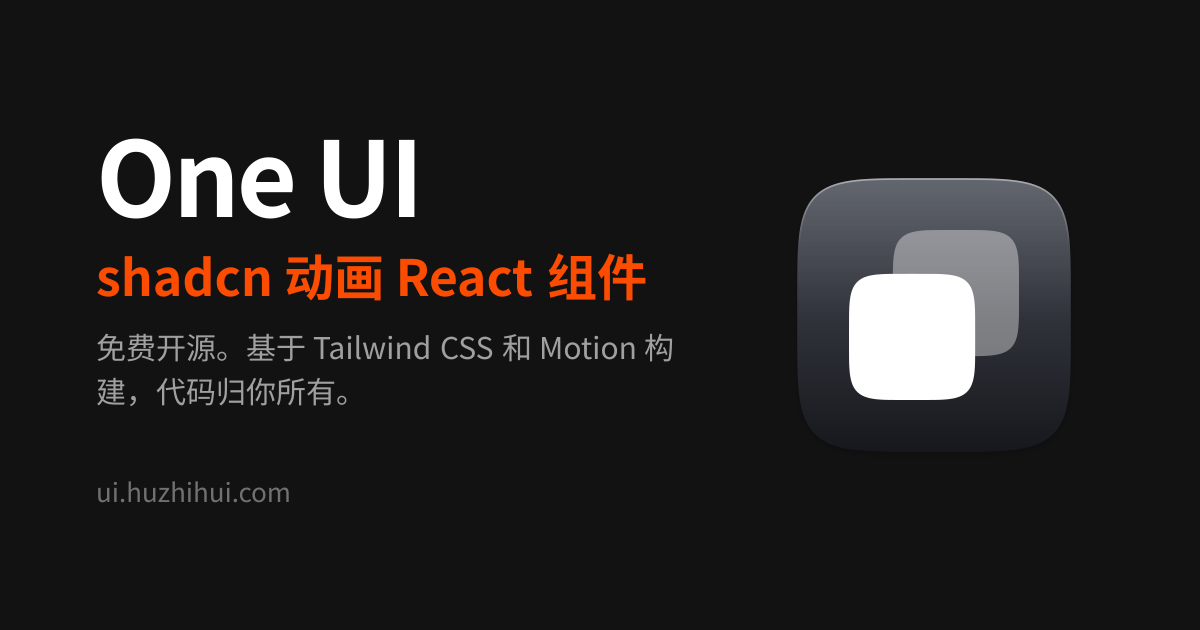 One UI
shadcn 动画 React 组件
免费开源。基于 Tailwind CSS 和 Motion 构
建，代码归你所有。
ui.huzhihui.com